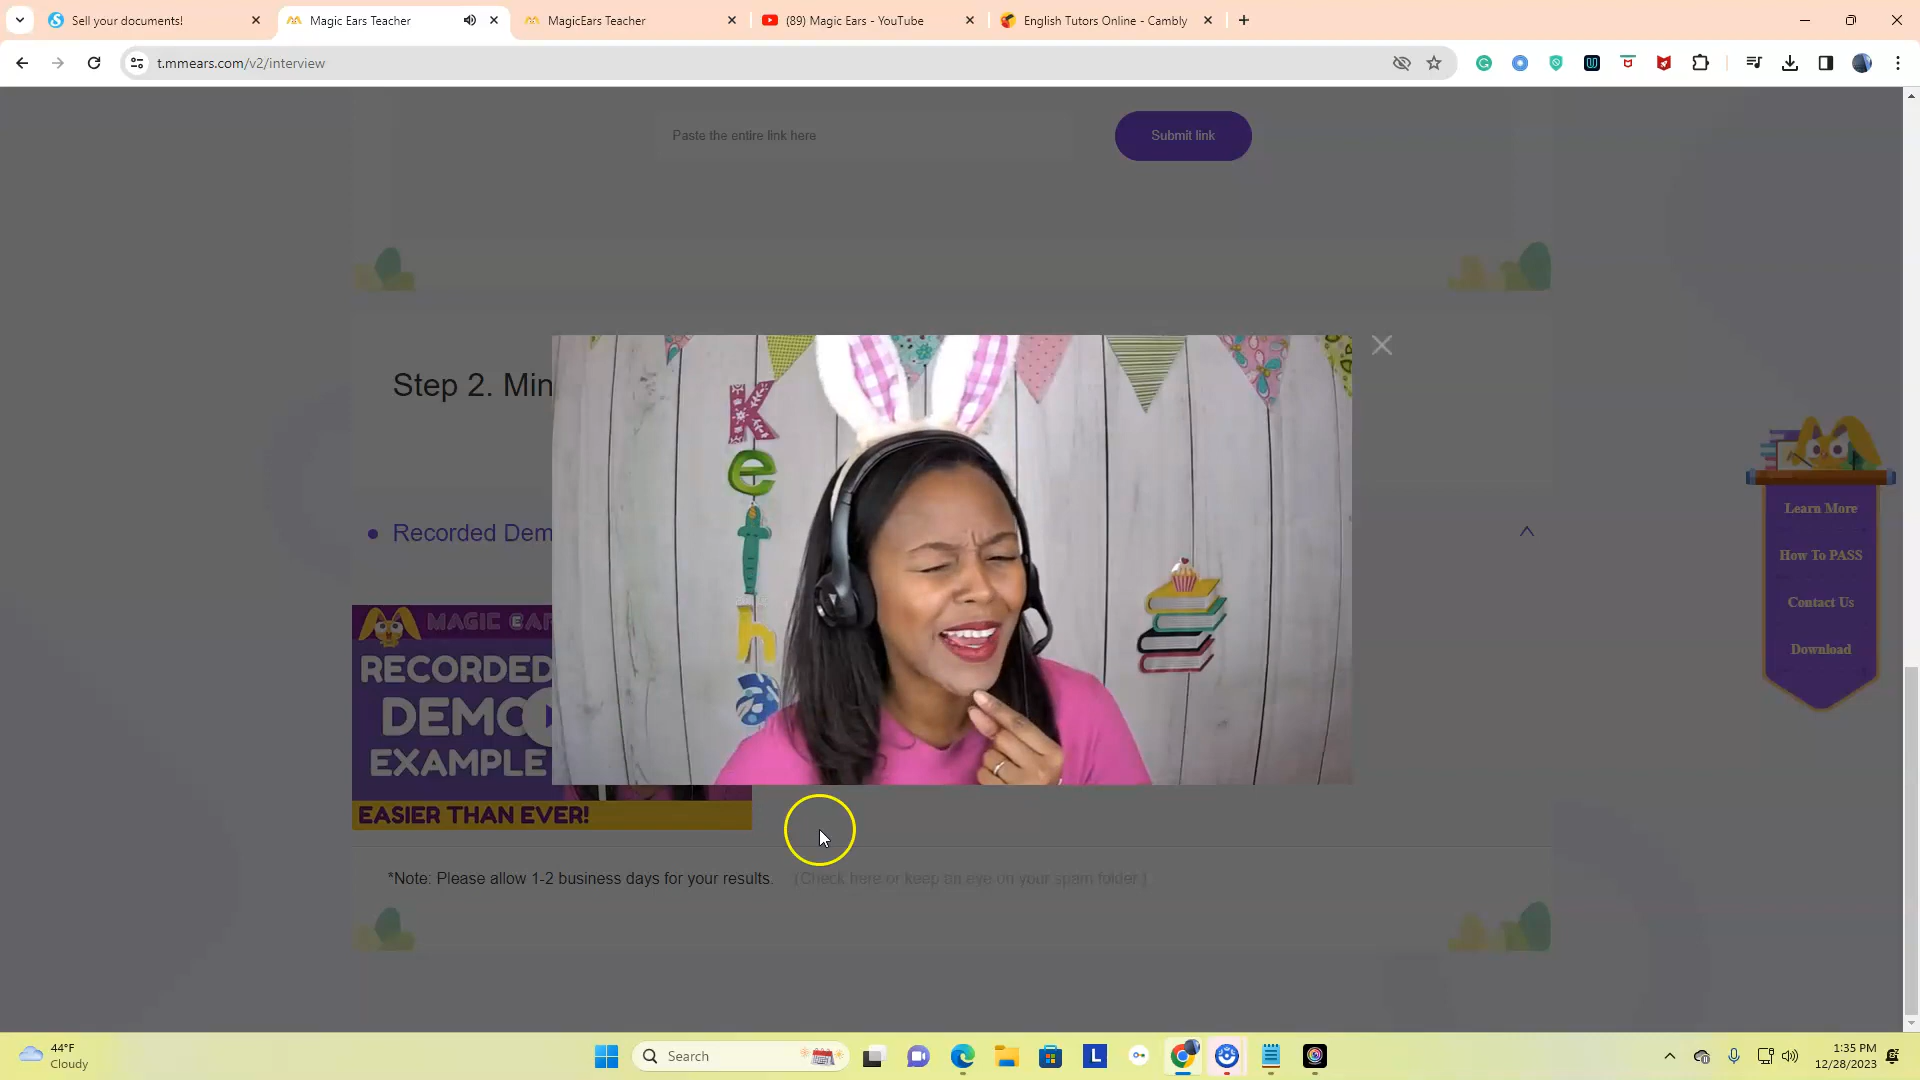 Sell your documents!
Magic Ears Teacher
MagicEars Teacher
(89) Magic Ears - YouTube
English Tutors Online - Cambly
t.mmears.com/v2/interview
Paste the entire link here
Submit link
Step 2. Min
Recorded Dem
MAGIC EAR
RECORDED
DEMO
EXAMPLE
EASIER THAN EVER!
K
e
i
h
a
Learn More
How To PASS
Contact Us
Download
*Note: Please allow 1-2 business days for your results. (Check here or keep an eye on your spam folder.)
44°F
Cloudy
Search
L
1:35 PM
12/28/2023